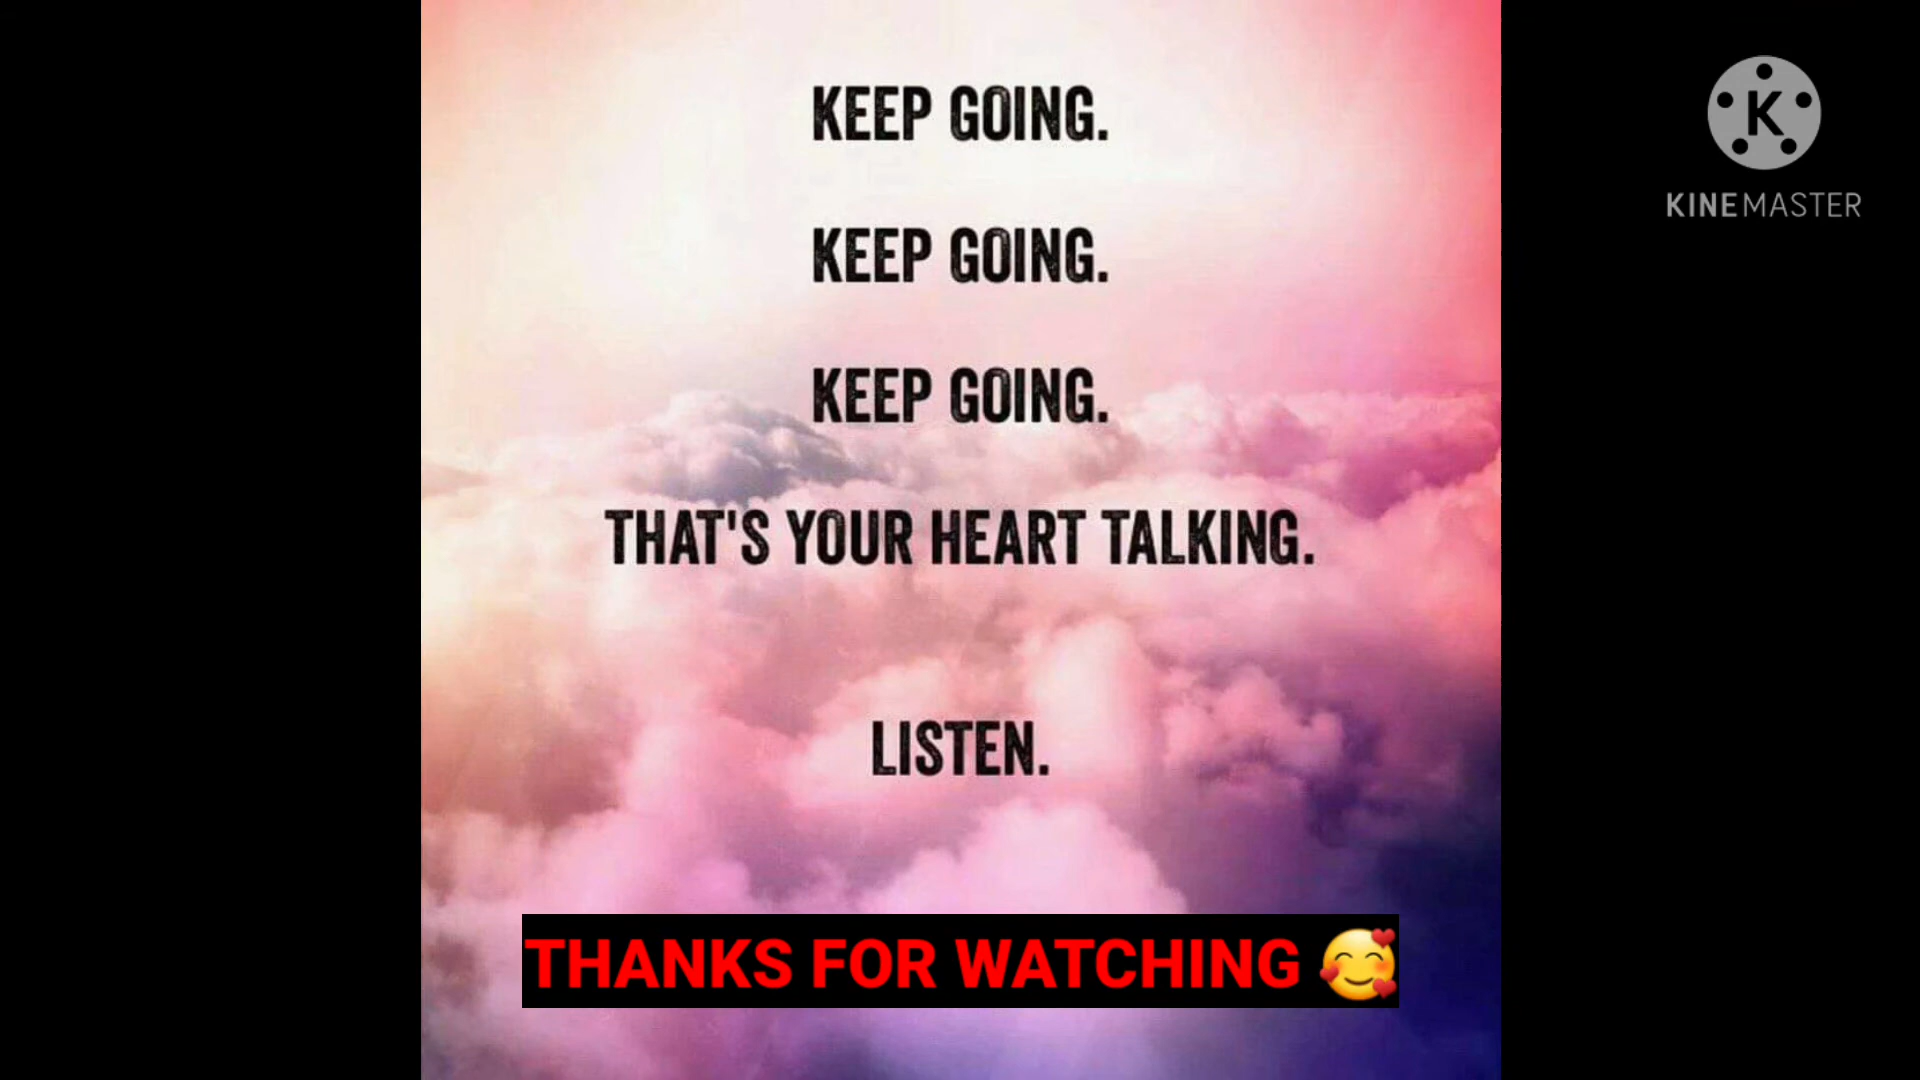 KEEP GOING.
KEEP GOING.
KEEP GOING.
THAT'S YOUR HEART TALKING.
LISTEN.
THANKS FOR WATCHING 🥰
K
KINEMASTER